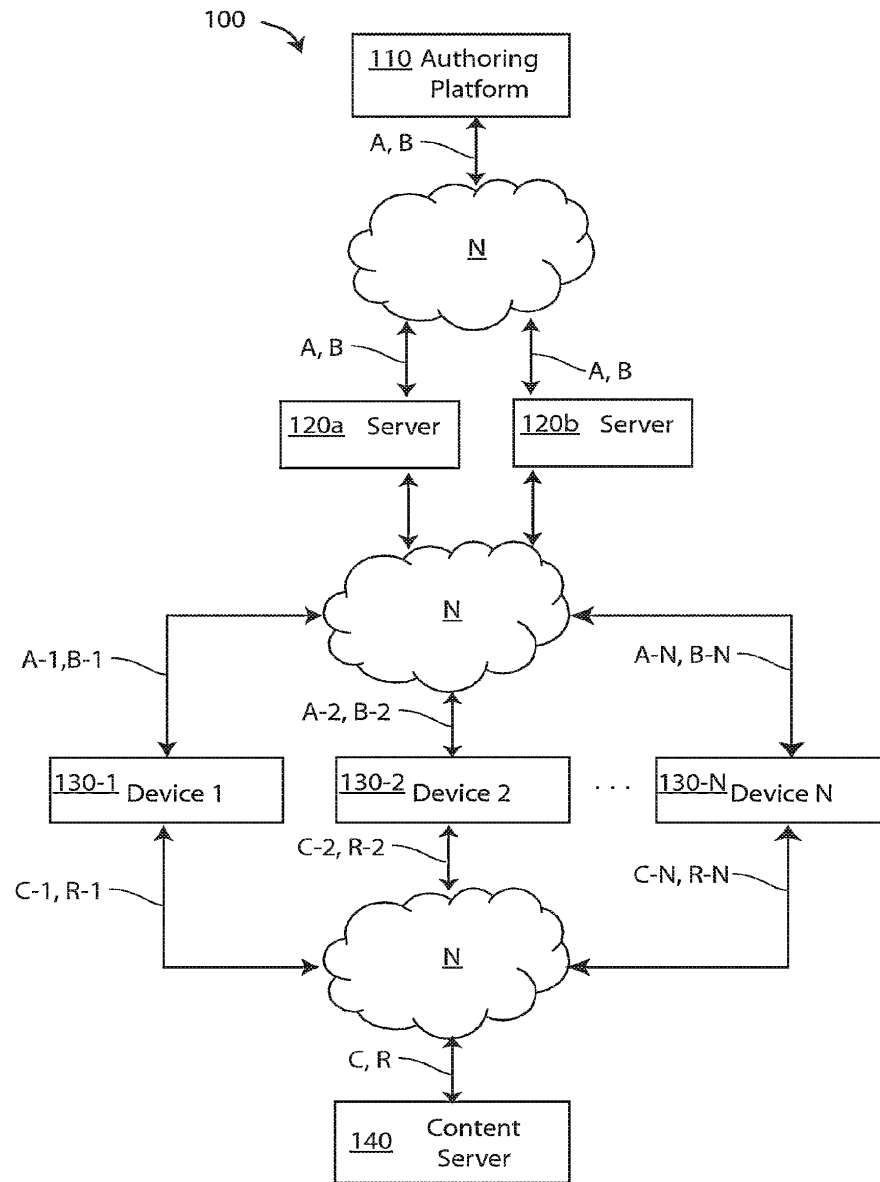 100
110 Authoring
Platform
A, B
N
A, B
A, B
120a Server
120b Server
N
A-1,B-1
A-N, B-N
A-2, B-2
130-1 Device 1
130-2 Device 2
. . .
130-N Device N
C-2, R-2
C-1, R-1
C-N, R-N
N
C, R
140 Content
Server